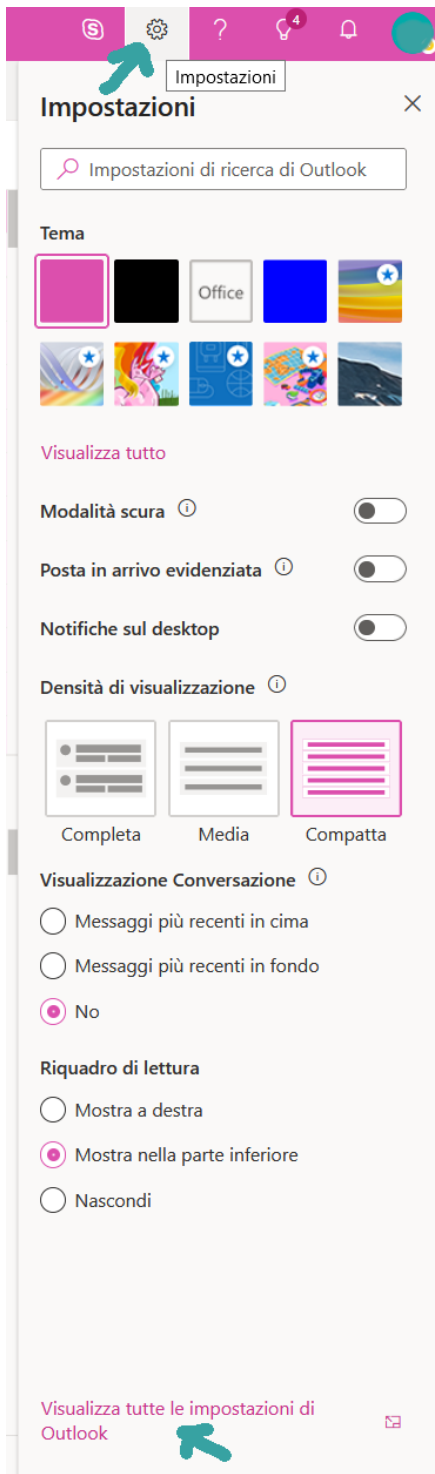 4
Impostazioni
Impostazioni
Impostazioni di ricerca di Outlook
Tema
Office
Visualizza tutto
Modalità scura
Posta in arrivo evidenziata
Notifiche sul desktop
Densità di visualizzazione
Completa Media Compatta
Visualizzazione Conversazione
Messaggi più recenti in cima
Messaggi più recenti in fondo
No
Riquadro di lettura
Mostra a destra
Mostra nella parte inferiore
Nascondi
Visualizza tutte le impostazioni di
Outlook